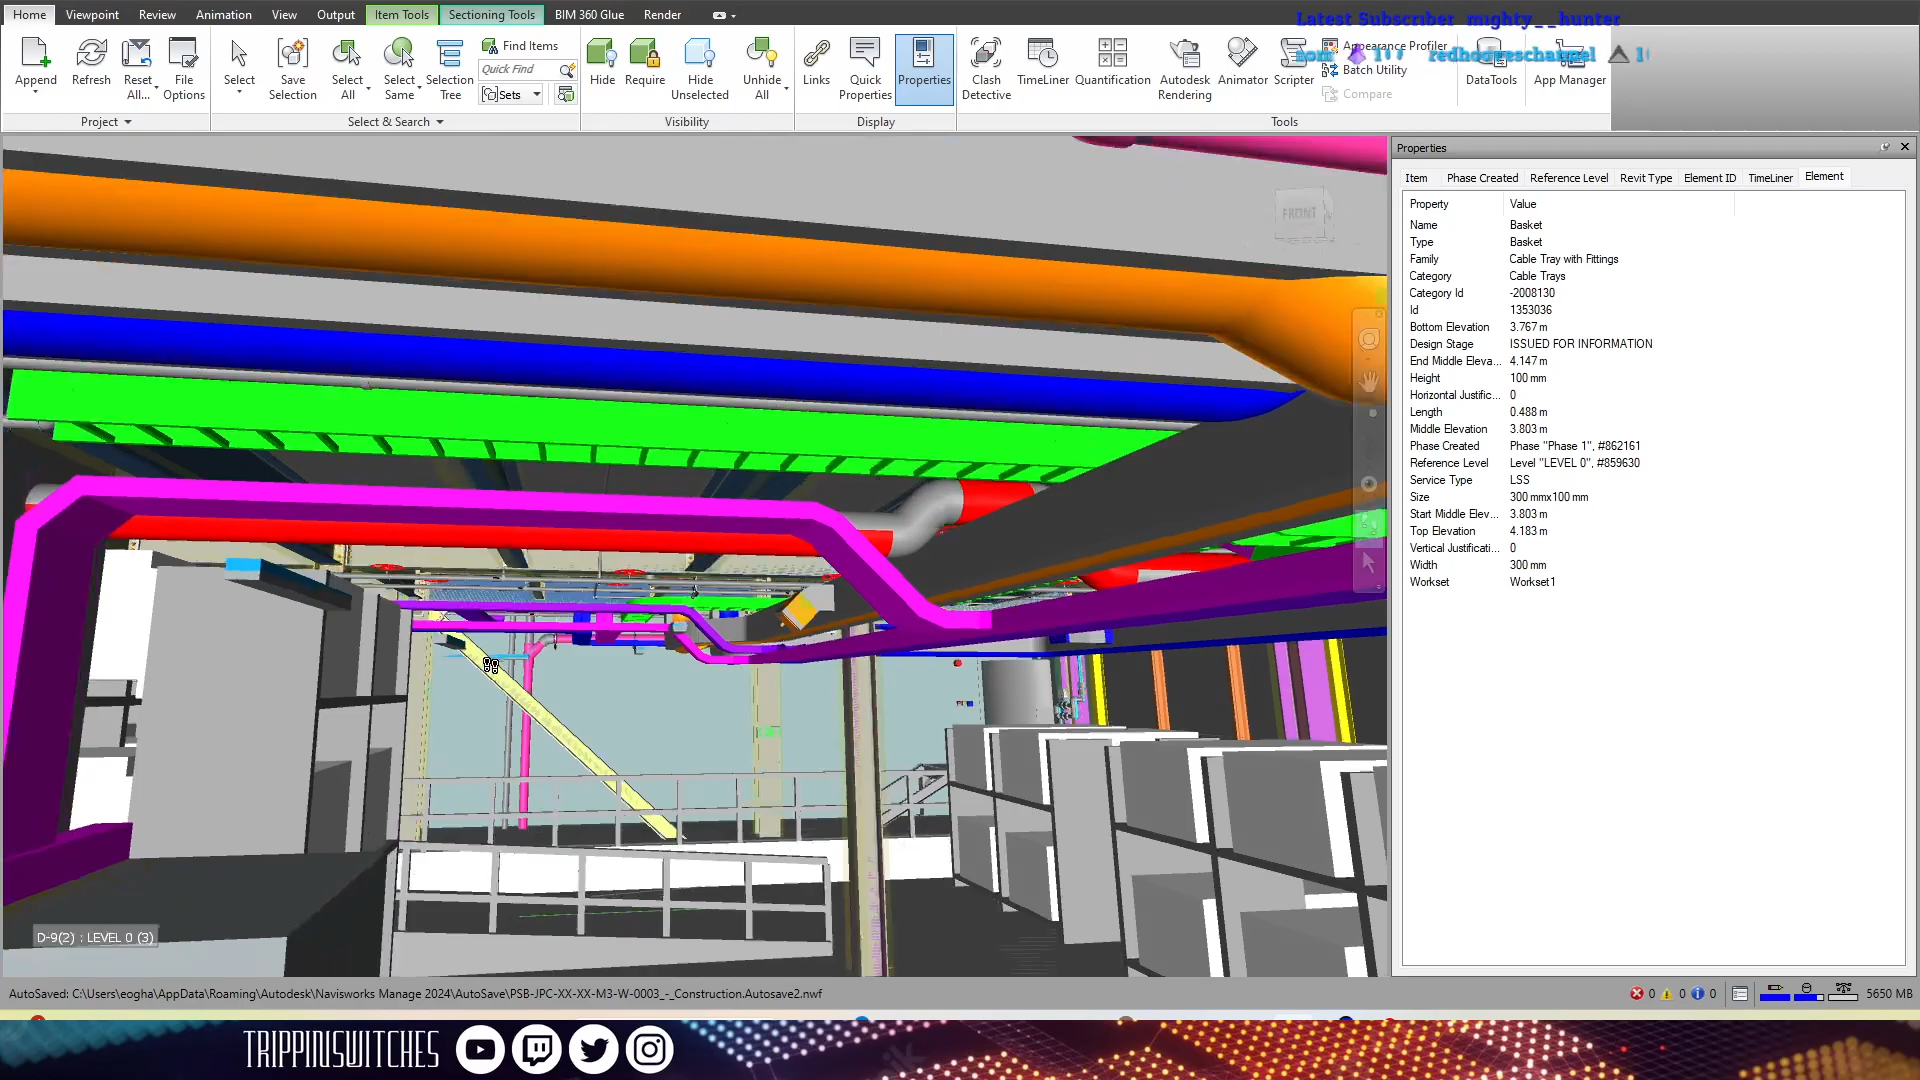 Home Viewpoint Review Animation View Output Item Tools Sectioning Tools BIM 360 Glue Render
Latest Subscriber mighty__hunter
redhookeschannel
Append
Refresh
Reset All...
File Options
Project
Select
Save Selection
Select All
Select Same
Selection Tree
Find Items
Quick Find
Sets
Select & Search
Hide
Require
Hide Unselected
Unhide All
Visibility
Links
Quick Properties
Properties
Display
Clash Detective
TimeLiner
Quantification
Autodesk Rendering
Animator
Scripter
Appearance Profiler
Batch Utility
Compare
Tools
DataTools
App Manager
FRONT
Properties
Item Phase Created Reference Level Revit Type Element ID TimeLiner Element
Property Value
Name Basket
Type Basket
Family Cable Tray with Fittings
Category Cable Trays
Category Id -2008130
Id 1353036
Bottom Elevation 3.767 m
Design Stage ISSUED FOR INFORMATION
End Middle Eleva... 4.147 m
Height 100 mm
Horizontal Justific... 0
Length 0.488 m
Middle Elevation 3.803 m
Phase Created Phase "Phase 1", #862161
Reference Level Level "LEVEL 0", #859630
Service Type LSS
Size 300 mmx100 mm
Start Middle Elev... 3.803 m
Top Elevation 4.183 m
Vertical Justificati... 0
Width 300 mm
Workset Workset1
D-9(2) : LEVEL 0 (3)
AutoSaved: C:\Users\eogha\AppData\Roaming\Autodesk\Navisworks Manage 2024\AutoSave\PSB-JPC-XX-XX-M3-W-0003_-_Construction.Autosave2.nwf
0 0 0 5650 MB
TRIPPINSWITCHES